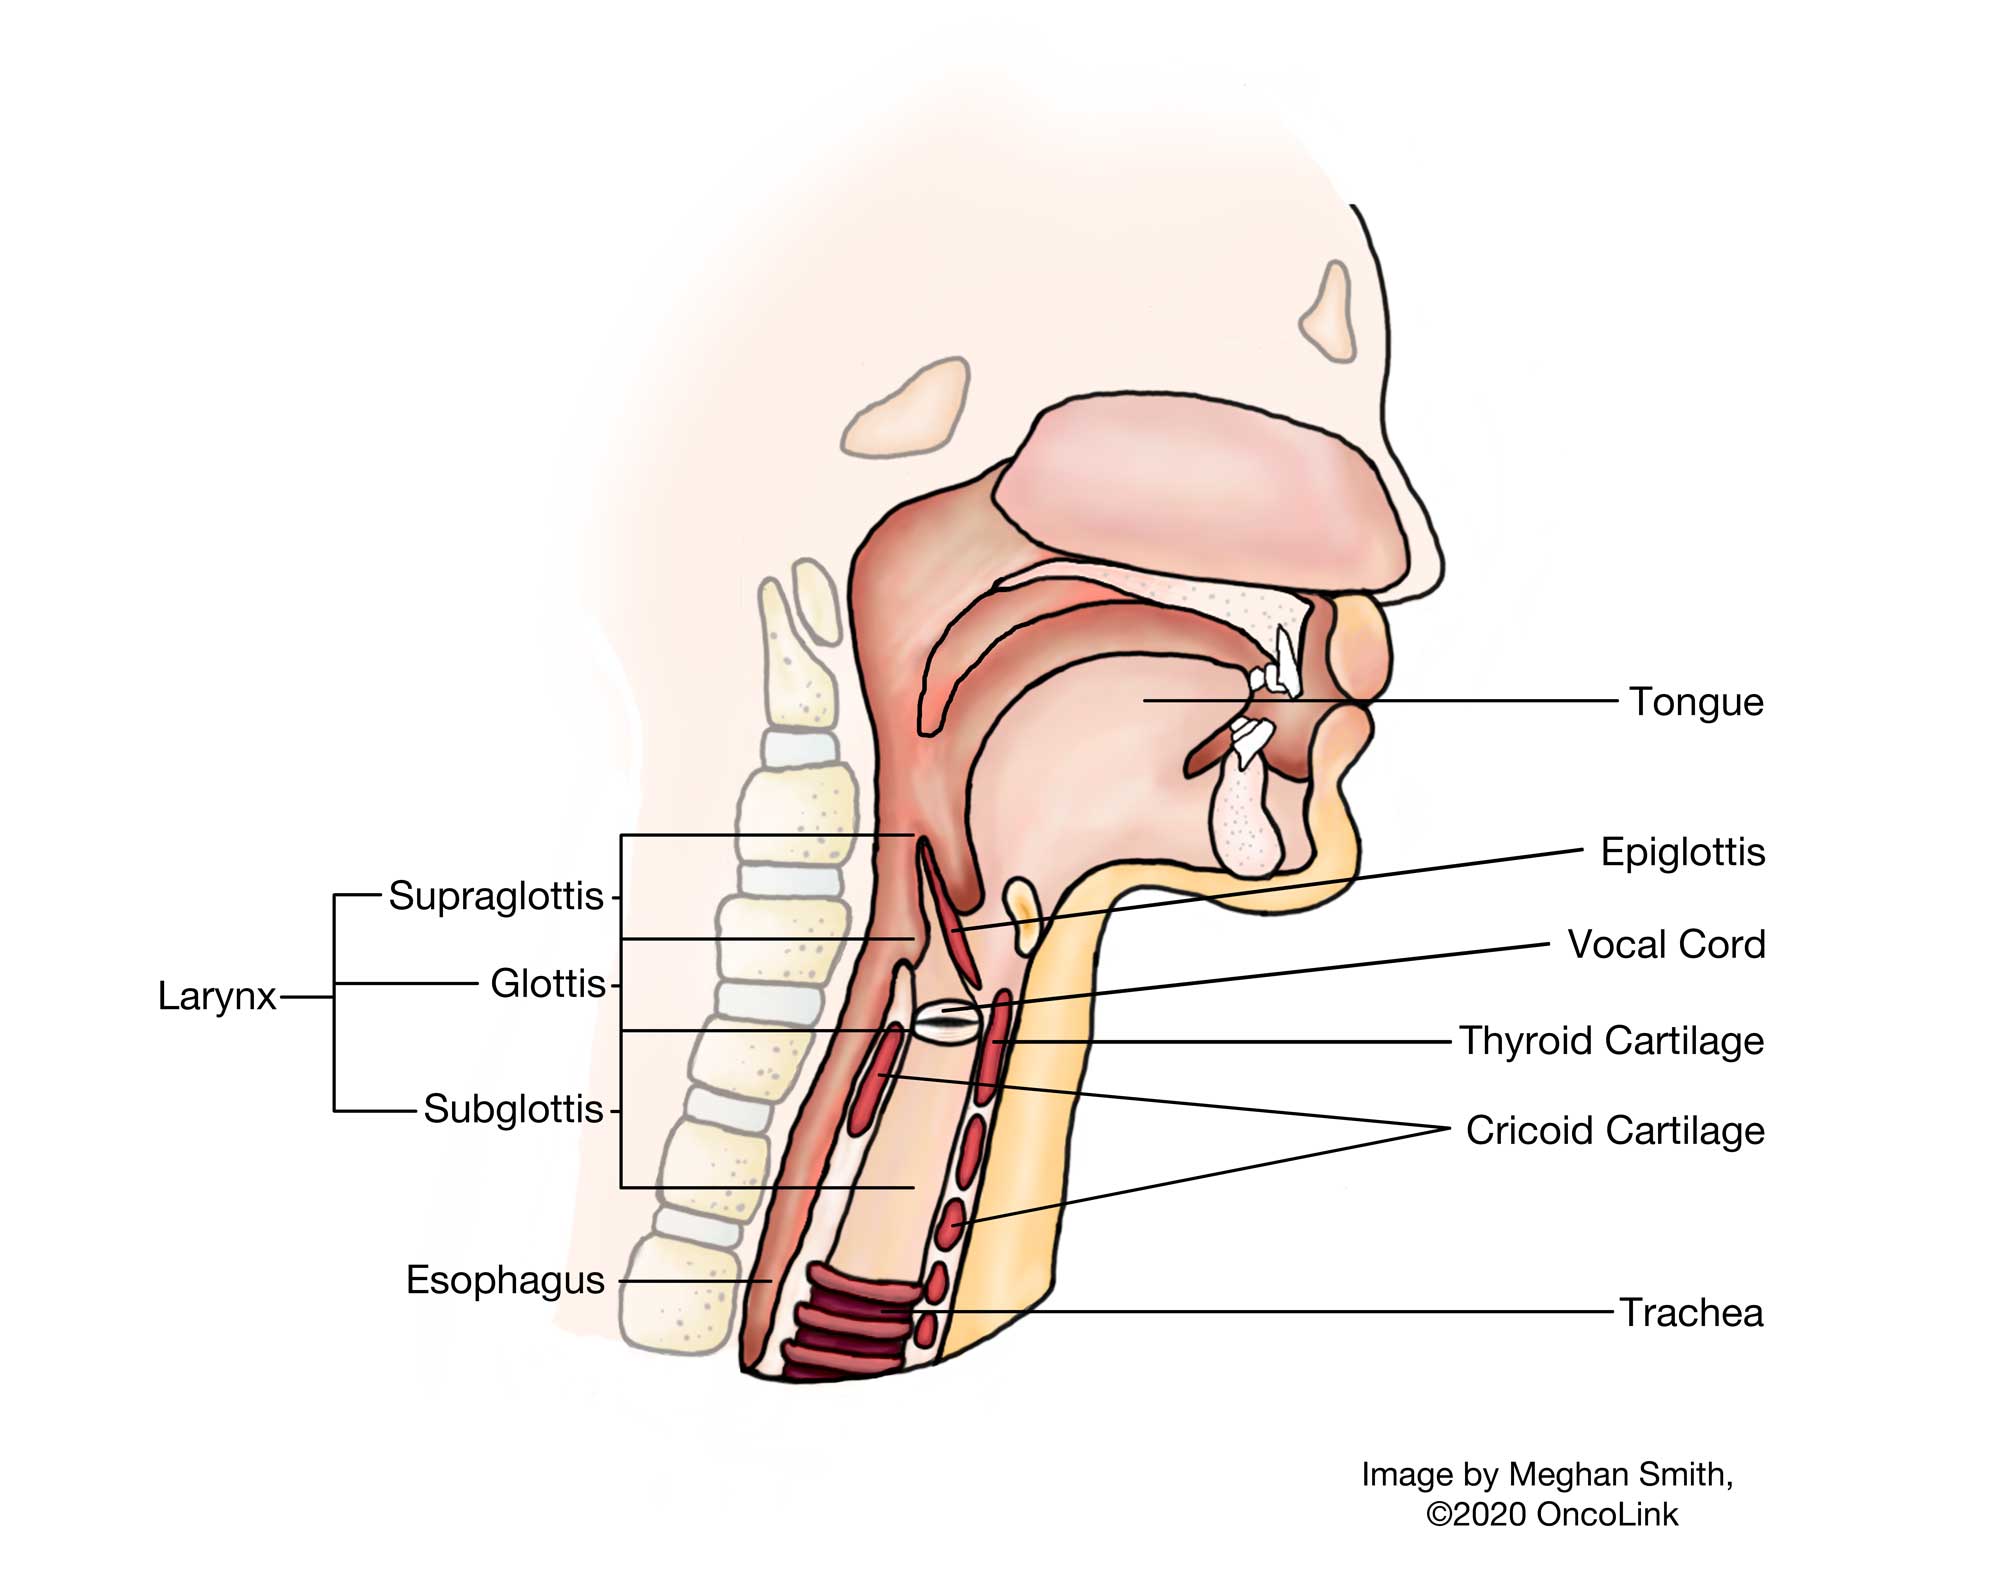 Tongue
Epiglottis
Supraglottis
Vocal Cord
Glottis
Larynx
Thyroid Cartilage
Subglottis
Cricoid Cartilage
Esophagus
Trachea
Image by Meghan Smith,
©2020 OncoLink